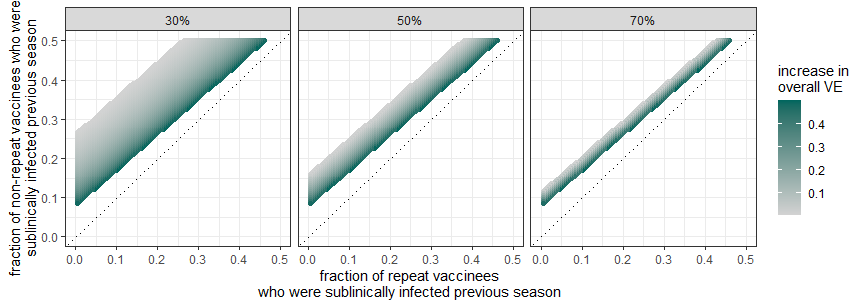 30%
50%
70%
fraction of non-repeat vaccinees who were
sublinically infected previous season
0.5
0.4
0.3
0.2
0.1
0.0
0.0 0.1 0.2 0.3 0.4 0.5
0.0 0.1 0.2 0.3 0.4 0.5
0.0 0.1 0.2 0.3 0.4 0.5
fraction of repeat vaccinees
who were sublinically infected previous season
increase in
overall VE
0.4
0.3
0.2
0.1